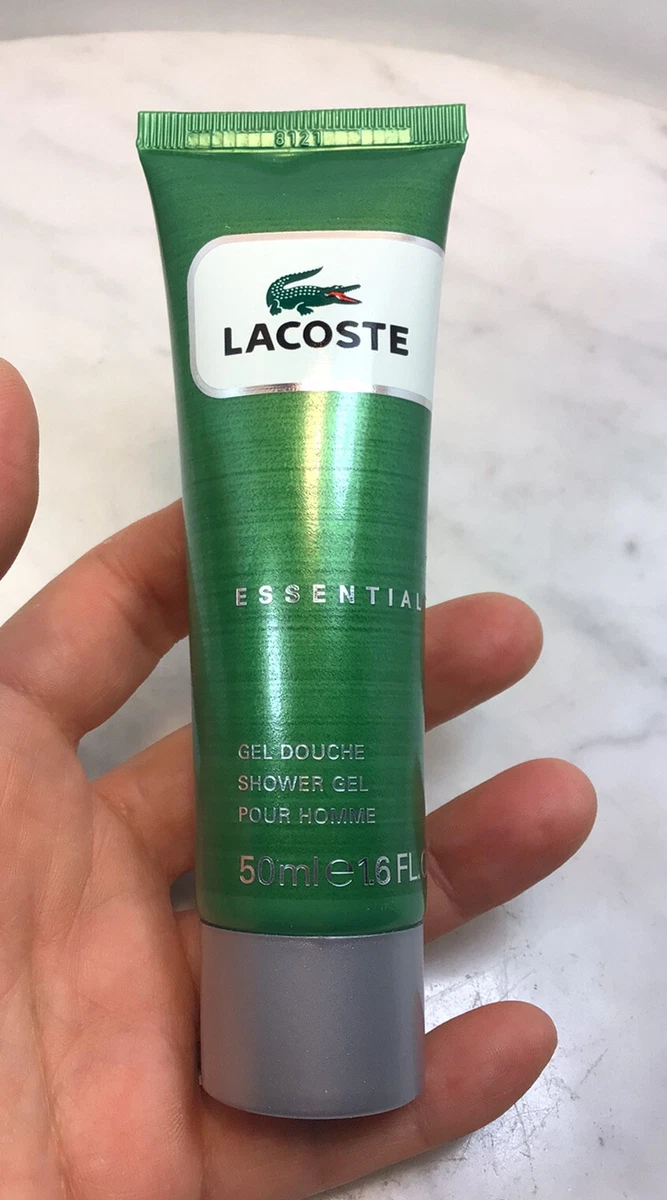 8121
LACOSTE
ESSENTIAL
GEL DOUCHE
SHOWER GEL
POUR HOMME
50ml e 1.6 FL.